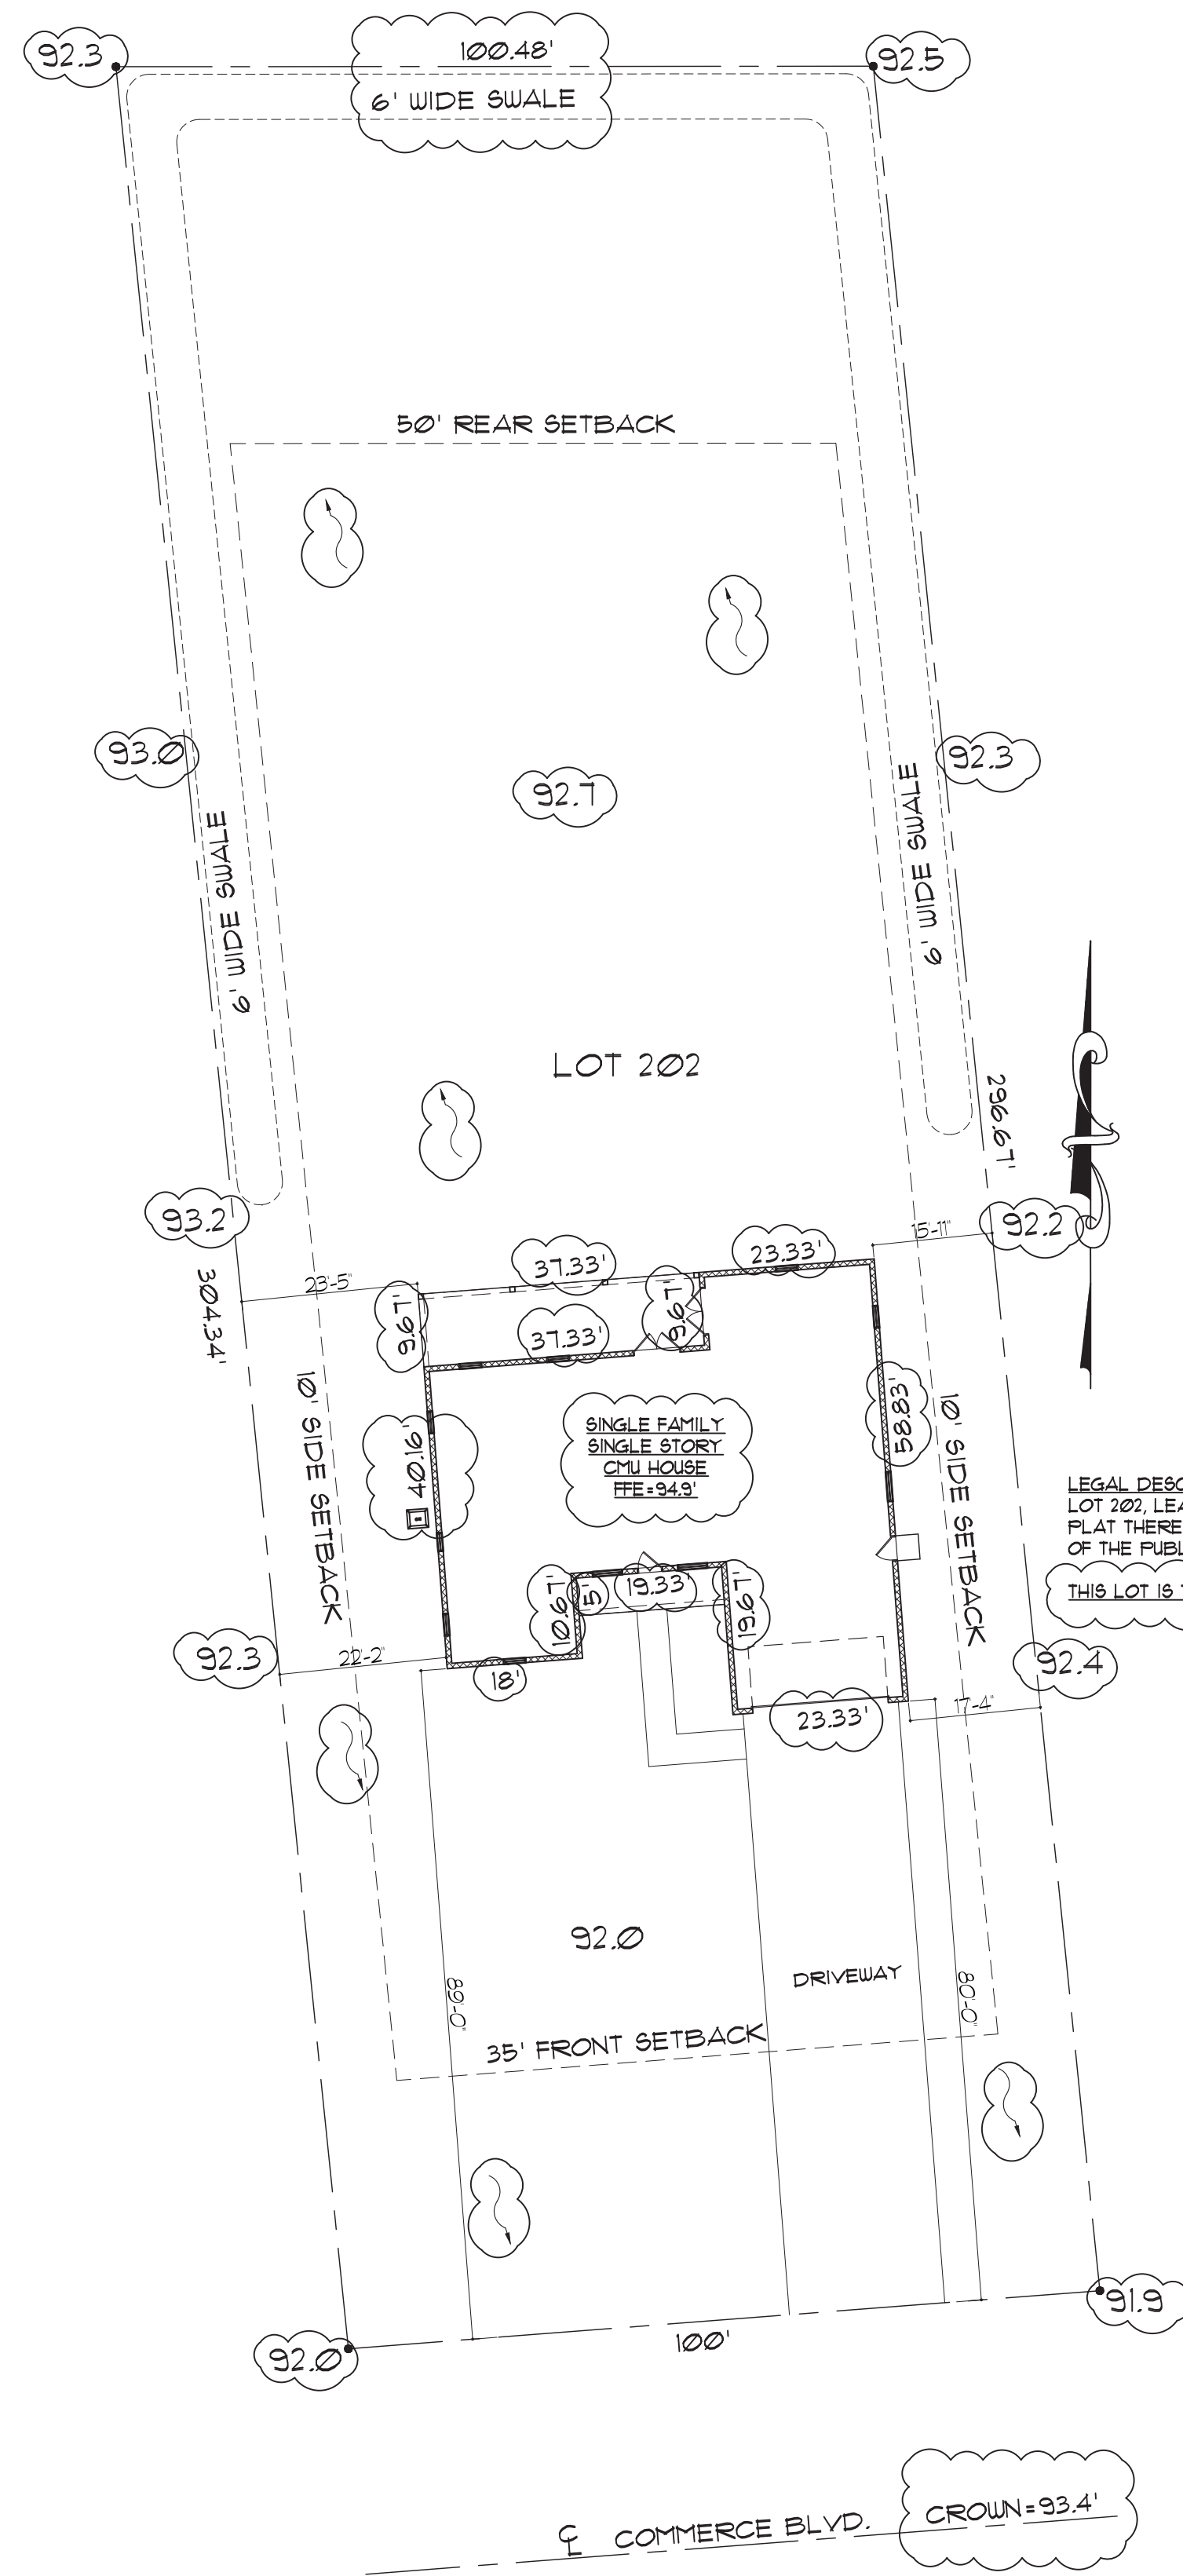 92.3
100.48'
92.5
6' WIDE SWALE
50' REAR SETBACK
93.0
92.3
92.7
6' WIDE SWALE
6' WIDE SWALE
LOT 202
296.67'
93.2
92.2
15'-11"
23.33'
37.33'
23'-5"
304.34'
9.67'
9.67'
37.33'
58.83'
10' SIDE SETBACK
10' SIDE SETBACK
SINGLE FAMILY
SINGLE STORY
CMU HOUSE
FFE=94.9'
40.16'
LEGAL DESC
LOT 202, LEA
PLAT THERE
OF THE PUBL
THIS LOT IS
10.67'
5'
19.33'
19.67'
92.3
22'-2"
18'
92.4
17'-4"
23.33'
92.0
DRIVEWAY
89'-0"
80'-0"
35' FRONT SETBACK
91.9
92.0
100'
CROWN=93.4'
℄ COMMERCE BLVD.